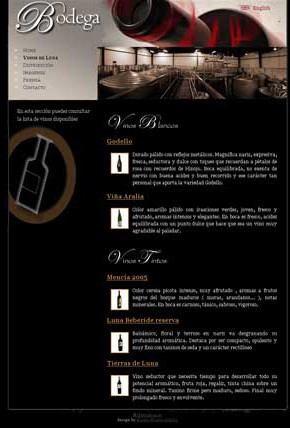 Bodega
English
Home
Vinos de Luna
Distribución
Imágenes
Prensa
Contacto
En esta sección puedes consultar
la lista de vinos disponibles
Vinos Blancos
Godello
Dorado pálido con reflejos metálicos. Magnífica nariz, expresiva,
fresca, seductora y dulce con toques que recuerdan a pétalo de
rosa con recuerdos de Hinojo. Boca equilibrada, no exenta de
nervio con buena acidez y buen recorrido y ese carácter tan
personal que aporta la variedad Godello.
Viña Aralia
Color amarillo pálido con irasciones verdes, joven, fresco y
afrutado, aromas intensos y elegantes. En boca es fresco, acidez
equilibrada con un punto dulce que hace que sea un vino muy
agradable al paladar.
Vinos Tintos
Mencía 2005
Color cereza picota intenso, muy afrutado , aromas a frutos
negros del bosque maduros ( moras, arandanos... ), notas
minerales. En boca es carnoso, tánico, sabroso, vigoroso.
Luna Beberide reserva
Balsámico, floral y terroso en nariz va desgranando su
profundidad aromática. Destaca por ser compacto, opulento y
muy fino con taninos de seda y un carácter rectilíneo
Tierras de Luna
Vino seductor que necesita tiempo para desarrollar todo su
potencial aromático, fruta roja, regaliz, tinta china sobre un
fondo mineral. Tanino firme pero maduro, sedoso. Final muy
prolongado fresco y envolvente.
design by